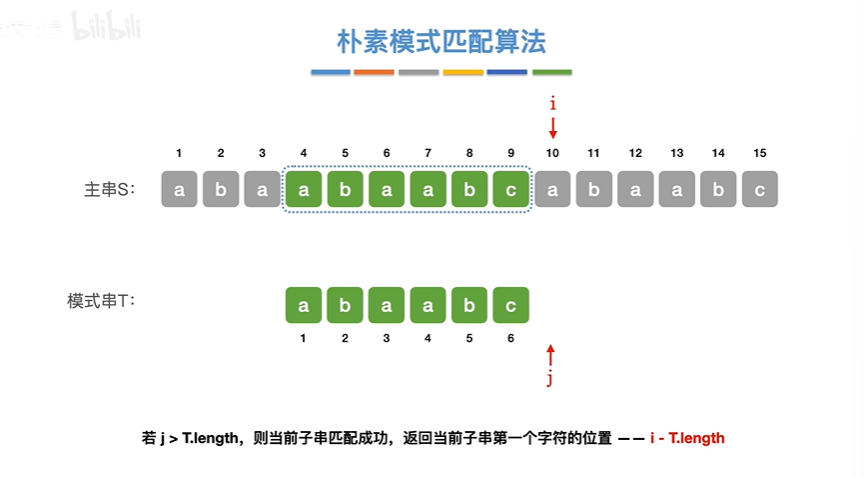 bilibili
朴素模式匹配算法
i
1 2 3 4 5 6 7 8 9 10 11 12 13 14 15
主串S： a b a a b a a b c a b a a b c
模式串T： a b a a b c
1 2 3 4 5 6
j
若 j > T.length，则当前子串匹配成功，返回当前子串第一个字符的位置 —— i - T.length